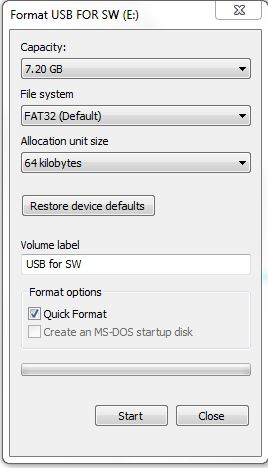 Format USB FOR SW (E:)
Capacity:
7.20 GB
File system
FAT32 (Default)
Allocation unit size
64 kilobytes
Restore device defaults
Volume label
USB for SW
Format options
Quick Format
Create an MS-DOS startup disk
Start Close